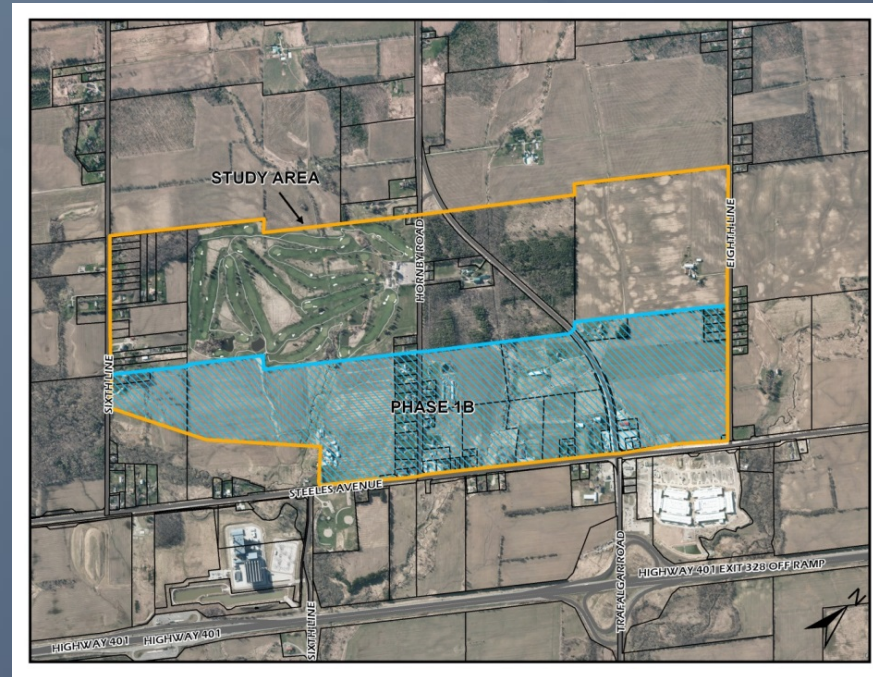 STUDY AREA
HORNBY ROAD
EIGHTH LINE
SIXTH LINE
PHASE 1B
STEELES AVENUE
TRAFALGAR ROAD
HIGHWAY 401 EXIT 328 OFF RAMP
SIXTH LINE
HIGHWAY 401
HIGHWAY 401
N